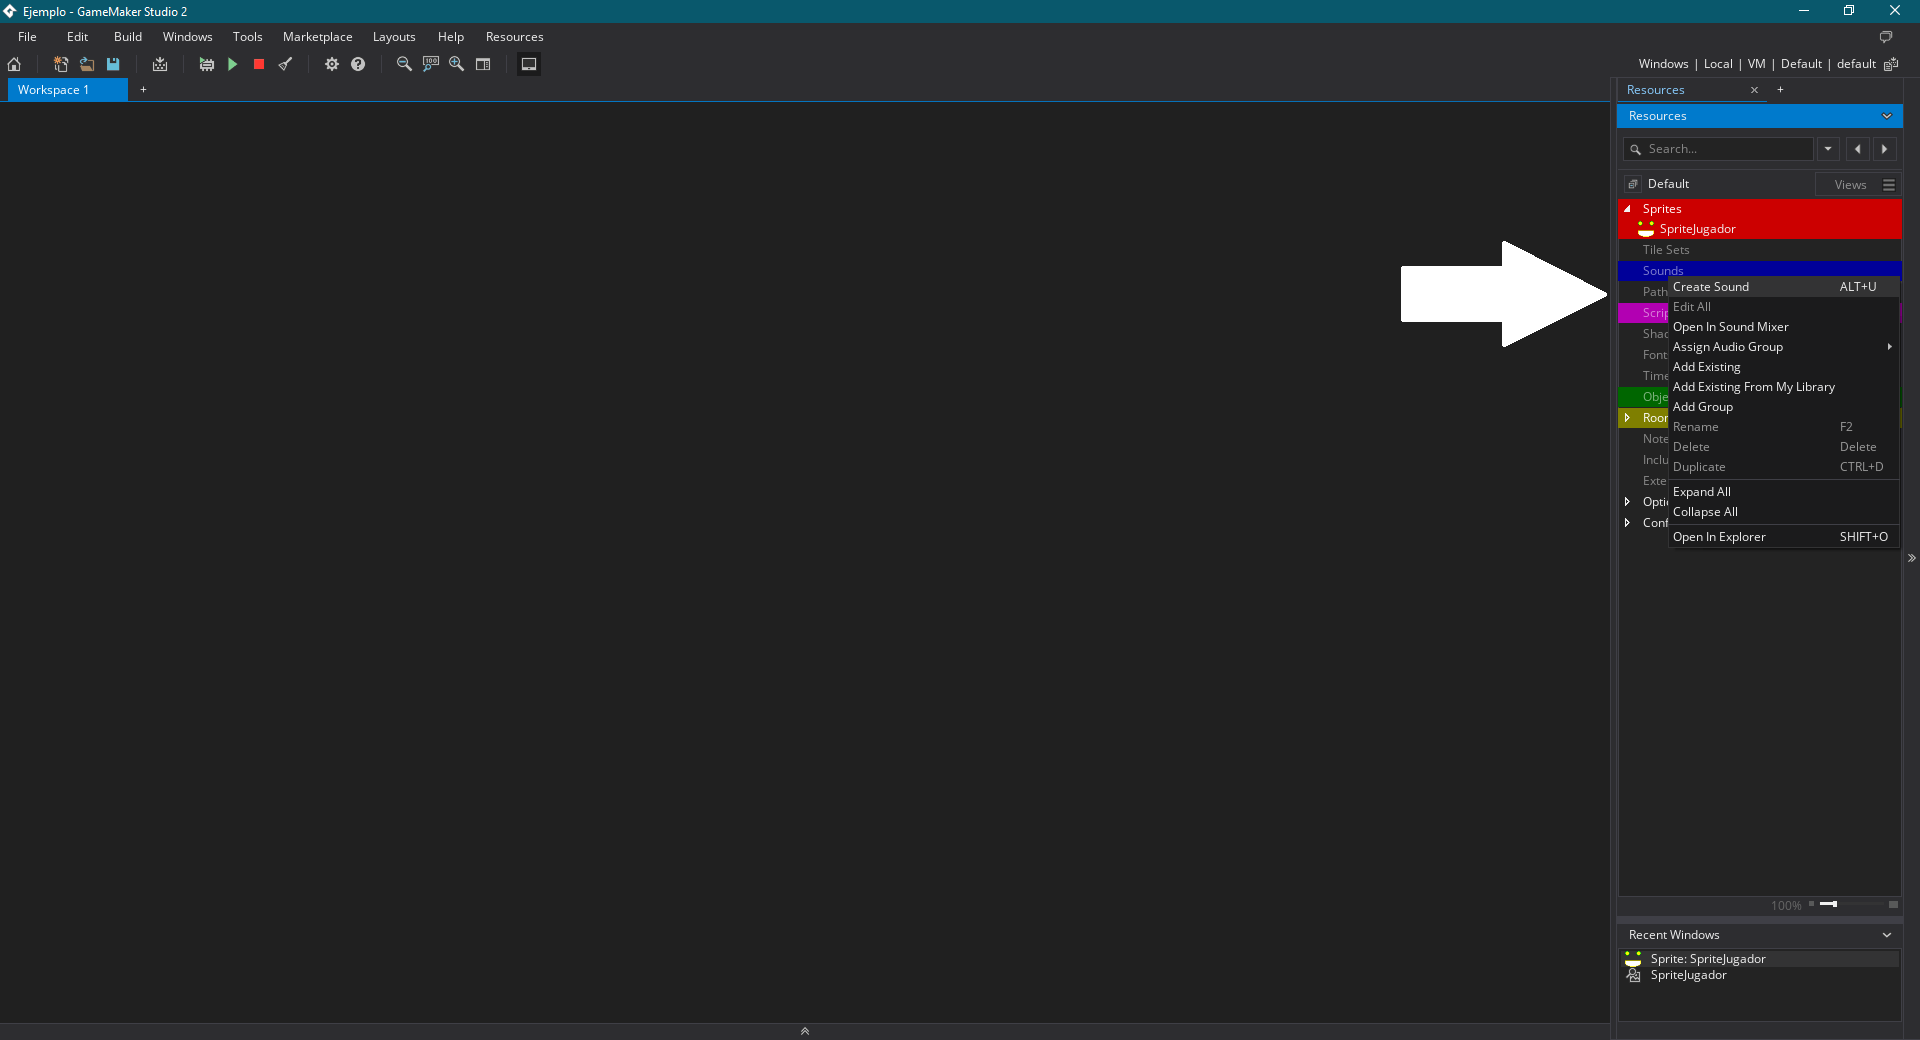 Ejemplo - GameMaker Studio 2
File Edit Build Windows Tools Marketplace Layouts Help Resources
Windows | Local | VM | Default | default
Workspace 1 +
Resources × +
Resources
Search...
Default Views
Sprites
SpriteJugador
Tile Sets
Sounds
Create Sound ALT+U
Path
Edit All
Scrip
Open In Sound Mixer
Shad
Assign Audio Group
Font
Add Existing
Time
Add Existing From My Library
Obje
Add Group
Roor
Rename F2
Note
Delete Delete
Inclu
Duplicate CTRL+D
Exte
Expand All
Optic
Collapse All
Conf
Open In Explorer SHIFT+O
100%
Recent Windows
Sprite: SpriteJugador
SpriteJugador